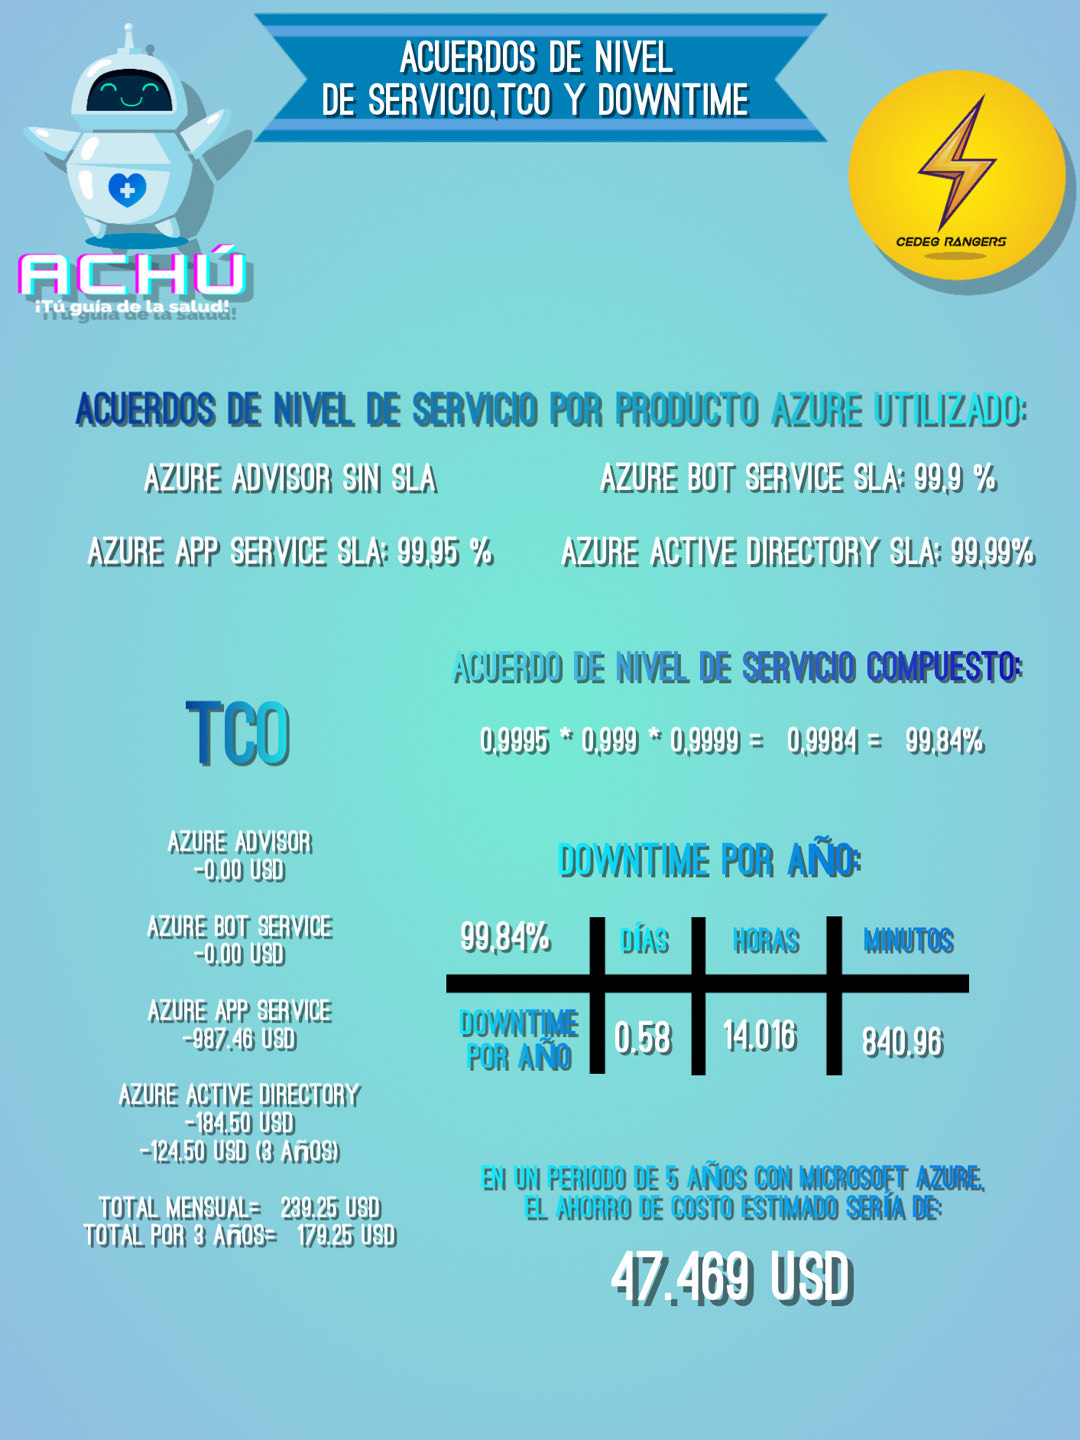 ACUERDOS DE NIVEL
DE SERVICIO,TCO Y DOWNTIME
CEDEG RANGERS
ACHÚ
¡Tú guía de la salud!
ACUERDOS DE NIVEL DE SERVICIO POR PRODUCTO AZURE UTILIZADO:
AZURE ADVISOR SIN SLA
AZURE BOT SERVICE SLA: 99,9 %
AZURE APP SERVICE SLA: 99,95 %
AZURE ACTIVE DIRECTORY SLA: 99,99%
ACUERDO DE NIVEL DE SERVICIO COMPUESTO:
0,9995 * 0,999 * 0,9999 = 0,9984 = 99,84%
TCO
AZURE ADVISOR
-0.00 USD
AZURE BOT SERVICE
-0.00 USD
AZURE APP SERVICE
-987.46 USD
AZURE ACTIVE DIRECTORY
-184.50 USD
-124.50 USD (3 AÑOS)
TOTAL MENSUAL= 239.25 USD
TOTAL POR 3 AÑOS= 179.25 USD
DOWNTIME POR AÑO:
99,84% DÍAS HORAS MINUTOS
DOWNTIME
POR AÑO 0.58 14.016 840.96
EN UN PERIODO DE 5 AÑOS CON MICROSOFT AZURE,
EL AHORRO DE COSTO ESTIMADO SERÍA DE:
47.469 USD